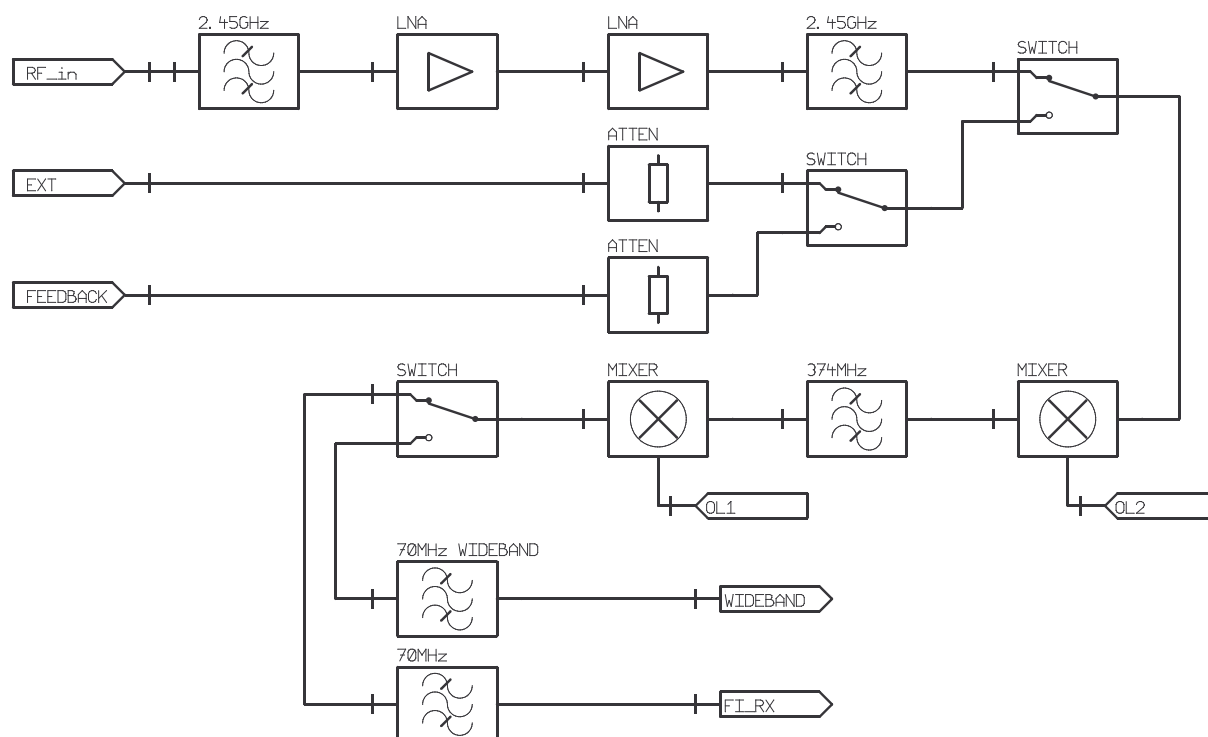 2.45GHz
LNA
LNA
2.45GHz
SWITCH
RF_in
ATTEN
SWITCH
EXT
ATTEN
FEEDBACK
SWITCH
MIXER
374MHz
MIXER
OL1
OL2
70MHz WIDEBAND
WIDEBAND
70MHz
FI_RX